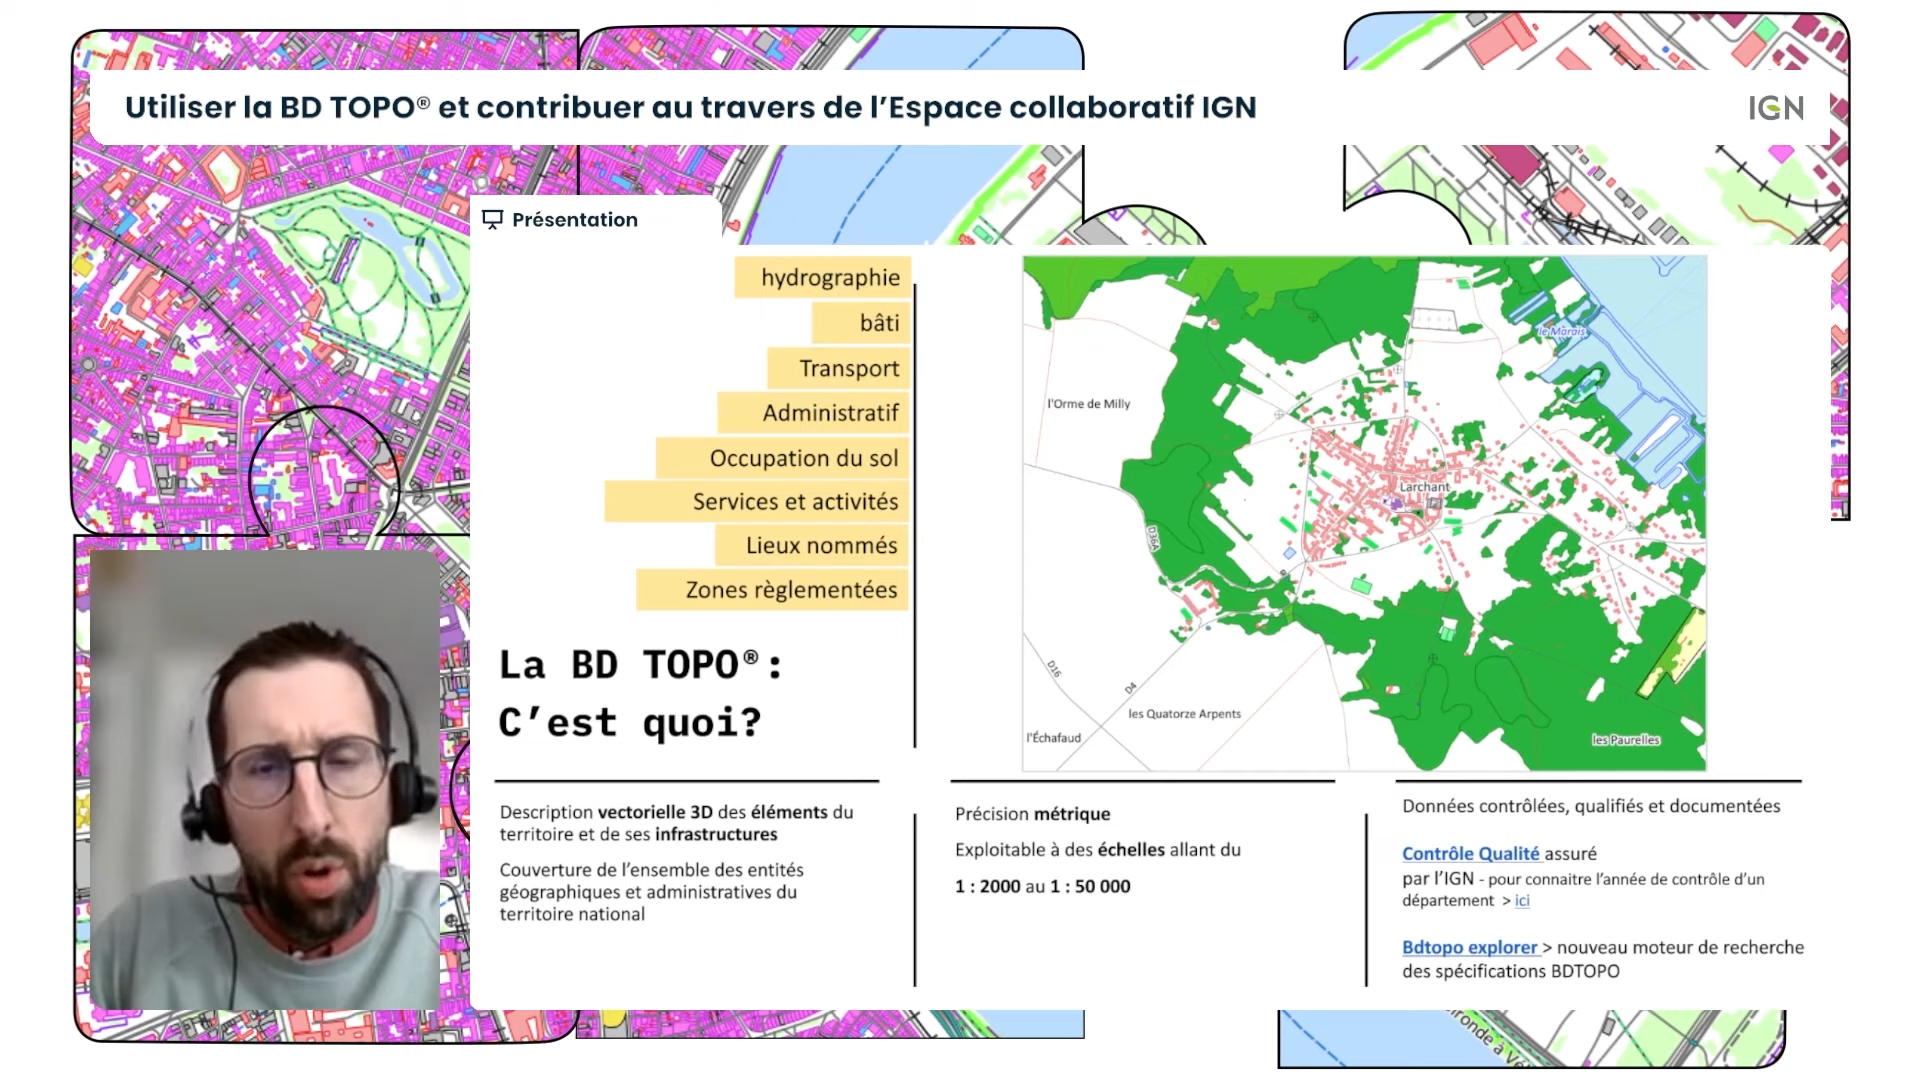 Utiliser la BD TOPO® et contribuer au travers de l'Espace collaboratif IGN
IGN
Présentation
hydrographie
bâti
Transport
Administratif
Occupation du sol
Services et activités
Lieux nommés
Zones règlementées
La BD TOPO® :
C'est quoi?
le Marais
l'Orme de Milly
Larchant
D36A
D16
D4
les Quatorze Arpents
l'Échafaud
les Paurelles
Description vectorielle 3D des éléments du
territoire et de ses infrastructures
Couverture de l'ensemble des entités
géographiques et administratives du
territoire national
Précision métrique
Exploitable à des échelles allant du
1 : 2000 au 1 : 50 000
Données contrôlées, qualifiés et documentées
Contrôle Qualité assuré
par l'IGN - pour connaitre l'année de contrôle d'un
département > ici
Bdtopo explorer > nouveau moteur de recherche
des spécifications BDTOPO